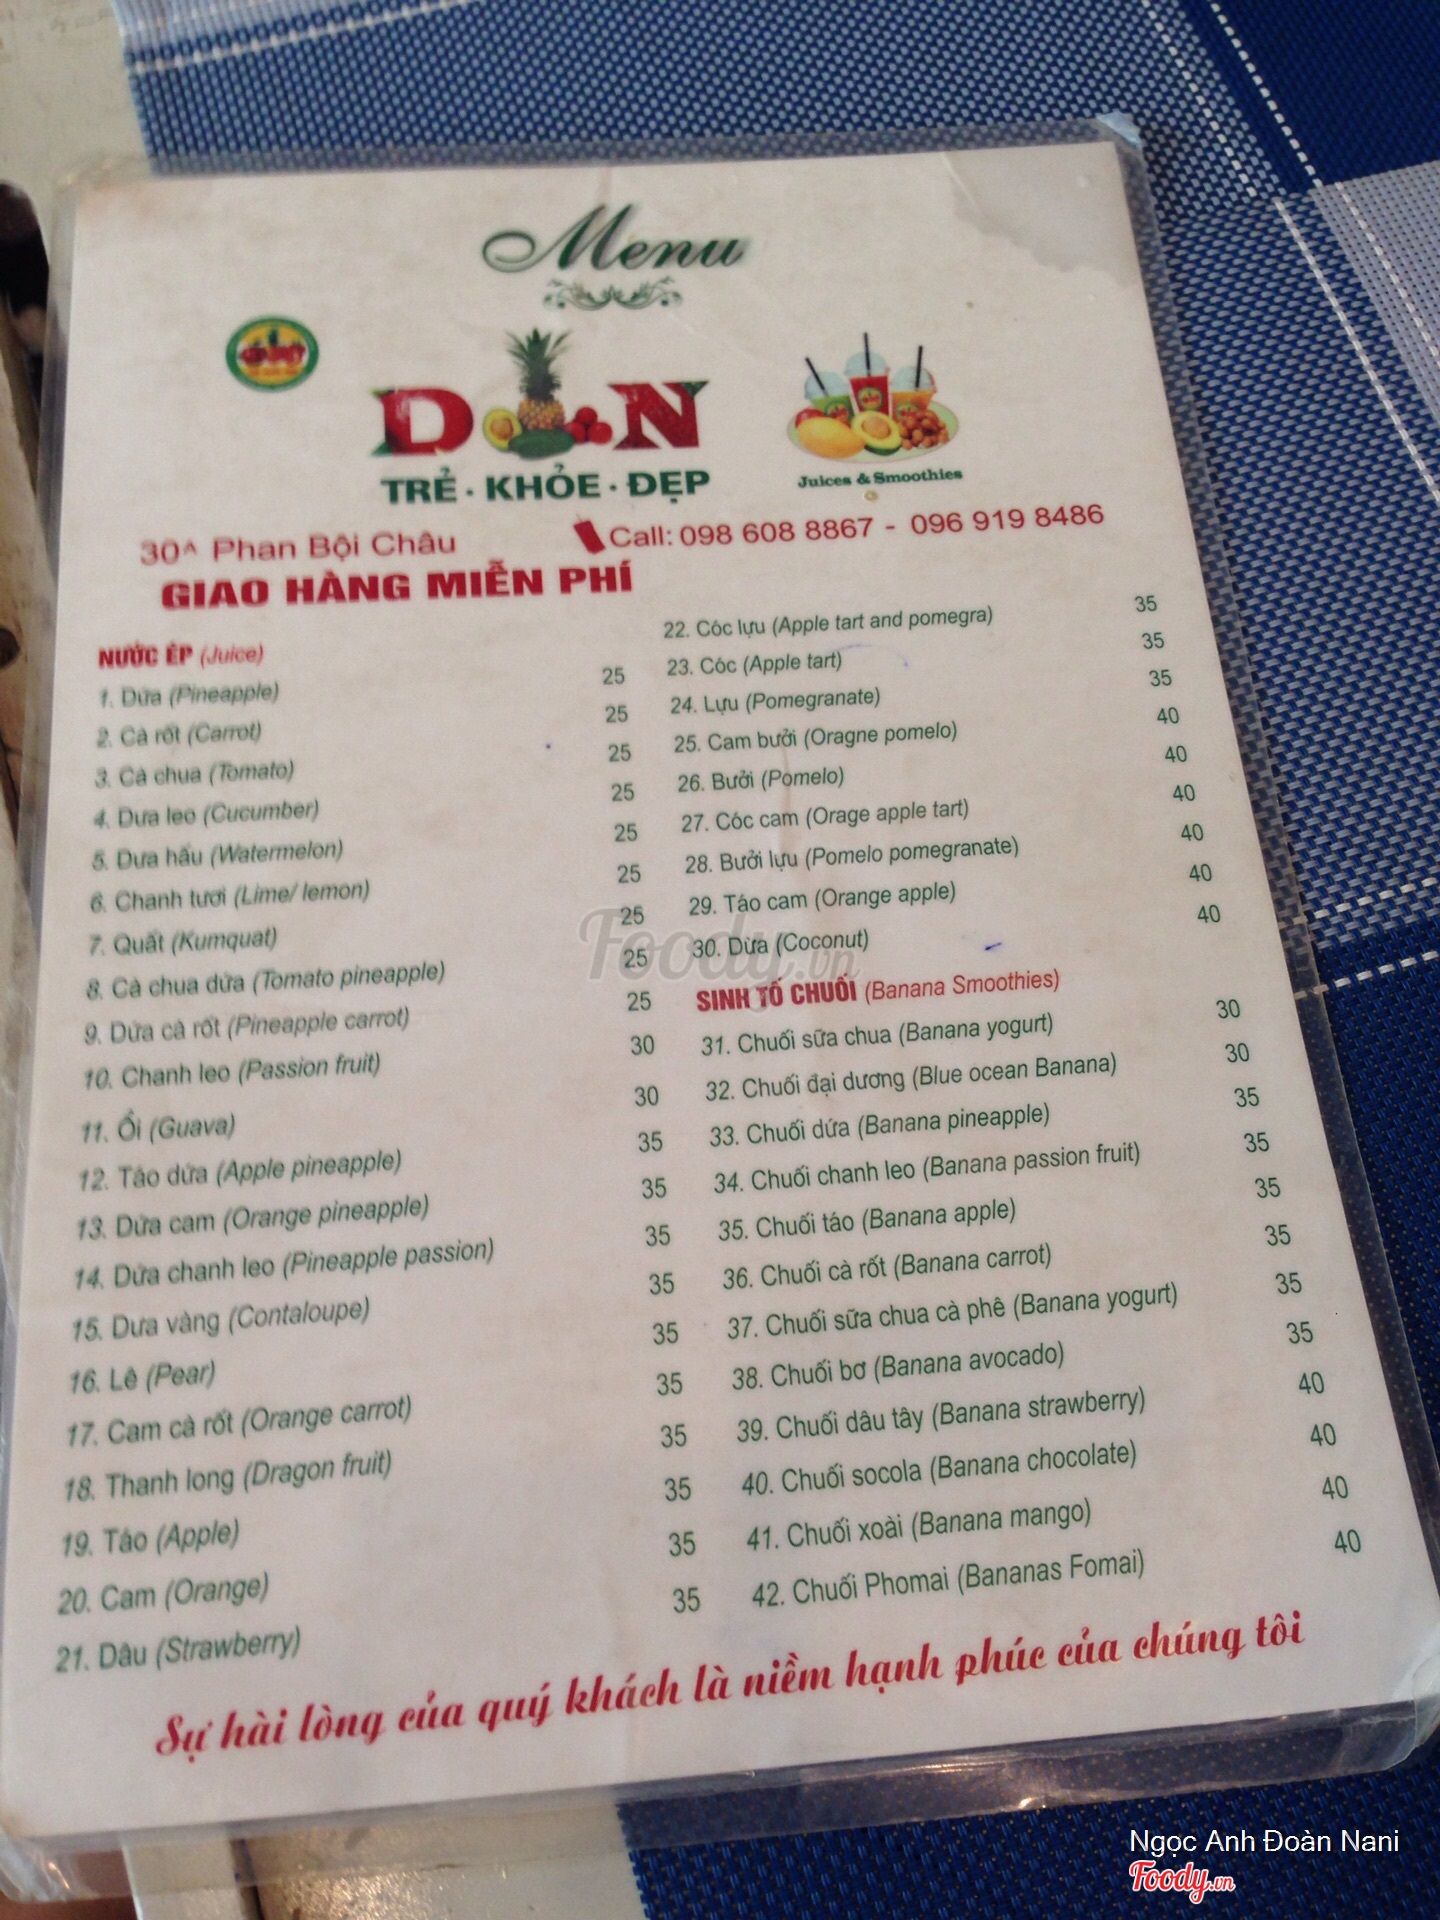 Menu
DIN
TRẺ · KHỎE · ĐẸP
Juices & Smoothies
30^ Phan Bội Châu
Call: 098 608 8867 - 096 919 8486
GIAO HÀNG MIỄN PHÍ
NƯỚC ÉP (Juice)
1. Dứa (Pineapple) 25
2. Cà rốt (Carrot) 25
3. Cà chua (Tomato) 25
4. Dưa leo (Cucumber) 25
5. Dưa hấu (Watermelon) 25
6. Chanh tươi (Lime/ lemon) 25
7. Quất (Kumquat) 25
8. Cà chua dứa (Tomato pineapple) 25
9. Dứa cà rốt (Pineapple carrot) 25
10. Chanh leo (Passion fruit) 30
11. Ổi (Guava) 30
12. Táo dứa (Apple pineapple) 35
13. Dứa cam (Orange pineapple) 35
14. Dứa chanh leo (Pineapple passion) 35
15. Dưa vàng (Contaloupe) 35
16. Lê (Pear) 35
17. Cam cà rốt (Orange carrot) 35
18. Thanh long (Dragon fruit) 35
19. Táo (Apple) 35
20. Cam (Orange) 35
21. Dâu (Strawberry) 35
22. Cóc lựu (Apple tart and pomegra) 35
23. Cóc (Apple tart) 35
24. Lựu (Pomegranate) 35
25. Cam bưởi (Oragne pomelo) 40
26. Bưởi (Pomelo) 40
27. Cóc cam (Orage apple tart) 40
28. Bưởi lựu (Pomelo pomegranate) 40
29. Táo cam (Orange apple) 40
30. Dừa (Coconut) 40
SINH TỐ CHUỐI (Banana Smoothies)
31. Chuối sữa chua (Banana yogurt) 30
32. Chuối đại dương (Blue ocean Banana) 30
33. Chuối dứa (Banana pineapple) 35
34. Chuối chanh leo (Banana passion fruit) 35
35. Chuối táo (Banana apple) 35
36. Chuối cà rốt (Banana carrot) 35
37. Chuối sữa chua cà phê (Banana yogurt) 35
38. Chuối bơ (Banana avocado) 35
39. Chuối dâu tây (Banana strawberry) 40
40. Chuối socola (Banana chocolate) 40
41. Chuối xoài (Banana mango) 40
42. Chuối Phomai (Bananas Fomai) 40
Sự hài lòng của quý khách là niềm hạnh phúc của chúng tôi
Foody.vn
Ngọc Anh Đoàn Nani
Foody.vn